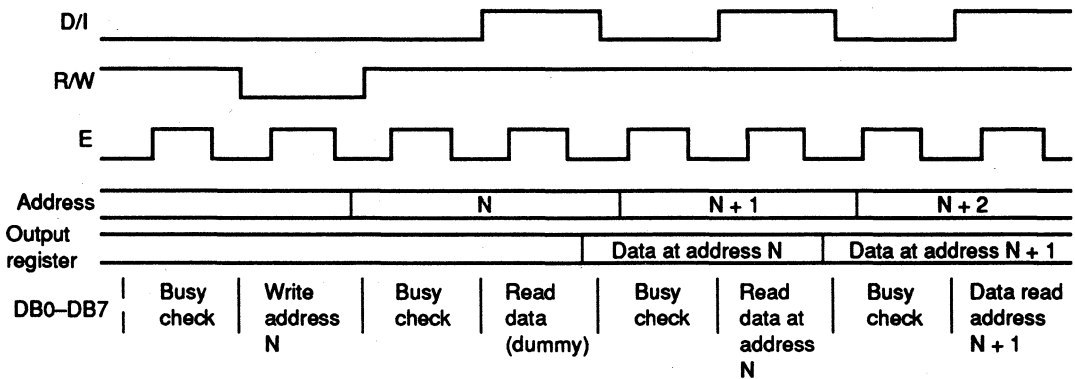 D/I
R/W
E
Address N N + 1 N + 2
Output register Data at address N Data at address N + 1
DB0–DB7 Busy check Write address N Busy check Read data (dummy) Busy check Read data at address N Busy check Data read address N + 1